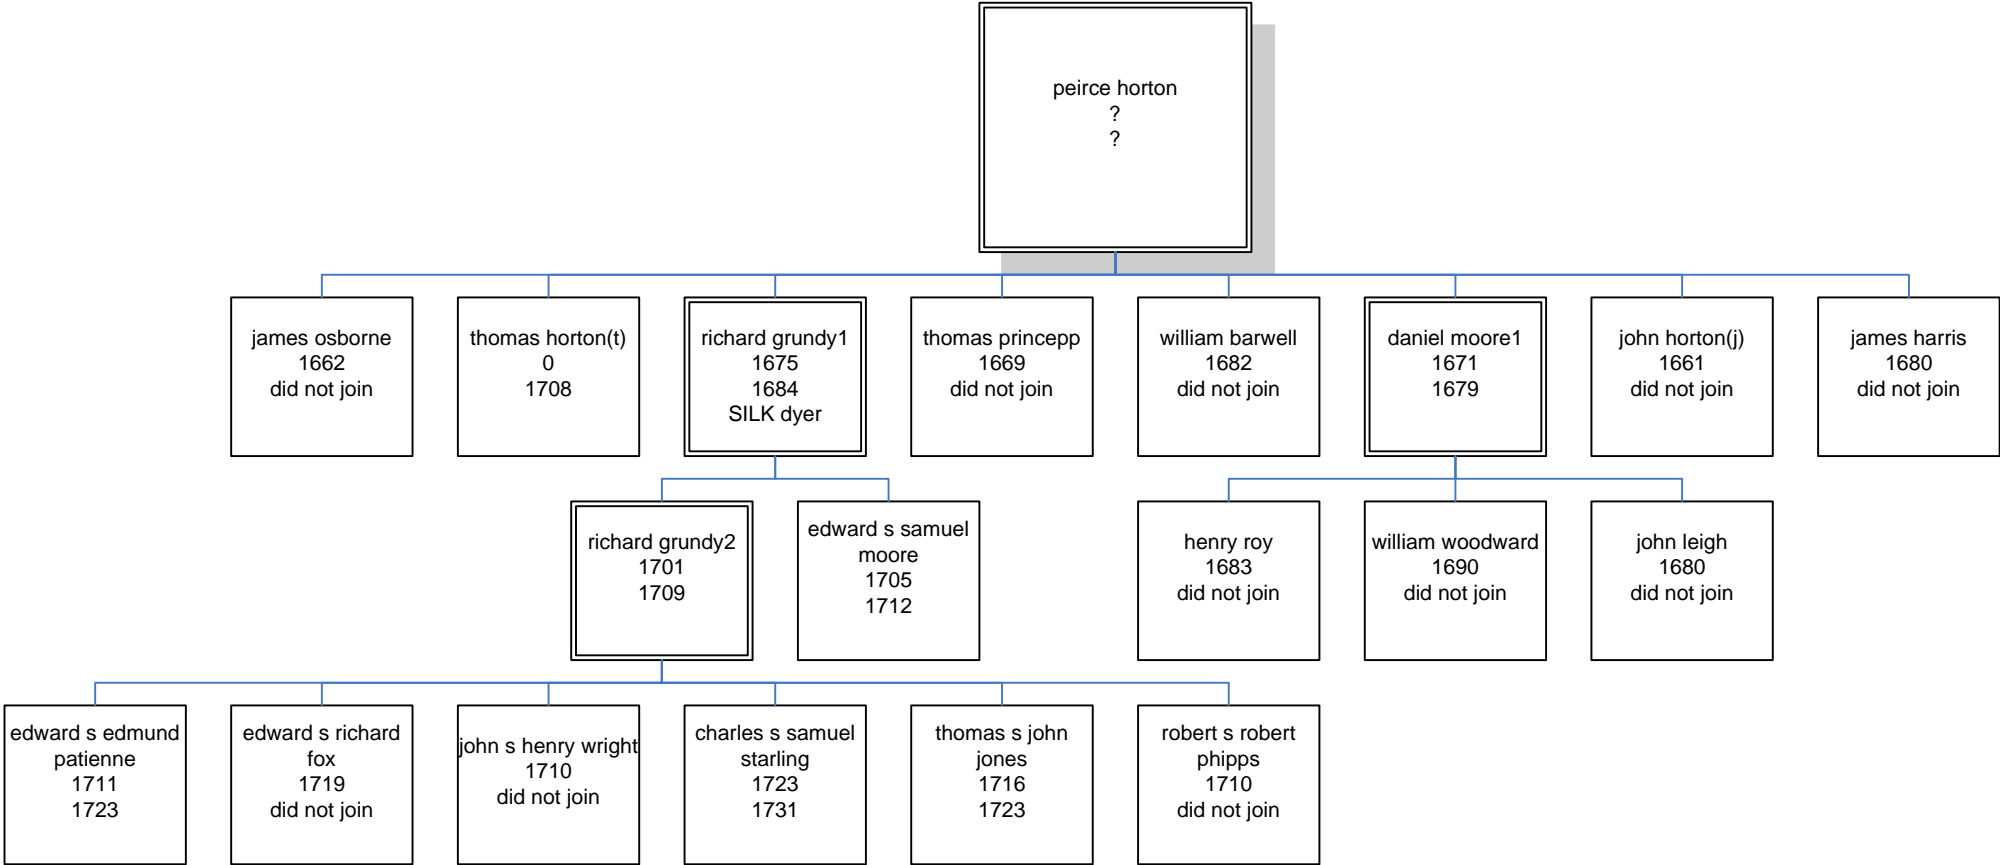 peirce horton
?
?
james osborne
1662
did not join
thomas horton(t)
0
1708
richard grundy1
1675
1684
SILK dyer
thomas princepp
1669
did not join
william barwell
1682
did not join
daniel moore1
1671
1679
john horton(j)
1661
did not join
james harris
1680
did not join
richard grundy2
1701
1709
edward s samuel
moore
1705
1712
henry roy
1683
did not join
william woodward
1690
did not join
john leigh
1680
did not join
edward s edmund
patienne
1711
1723
edward s richard
fox
1719
did not join
john s henry wright
1710
did not join
charles s samuel
starling
1723
1731
thomas s john
jones
1716
1723
robert s robert
phipps
1710
did not join